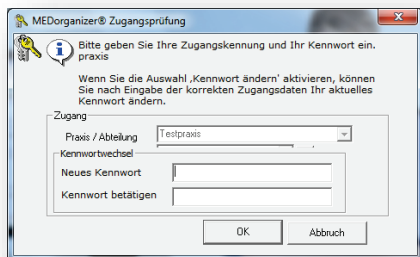 MEDorganizer® Zugangsprüfung
Bitte geben Sie Ihre Zugangskennung und Ihr Kennwort ein.
praxis
Wenn Sie die Auswahl ‚Kennwort ändern' aktivieren, können
Sie nach Eingabe der korrekten Zugangsdaten Ihr aktuelles
Kennwort ändern.
Zugang
Praxis / Abteilung Testpraxis
Kennwortwechsel
Neues Kennwort
Kennwort betätigen
OK Abbruch